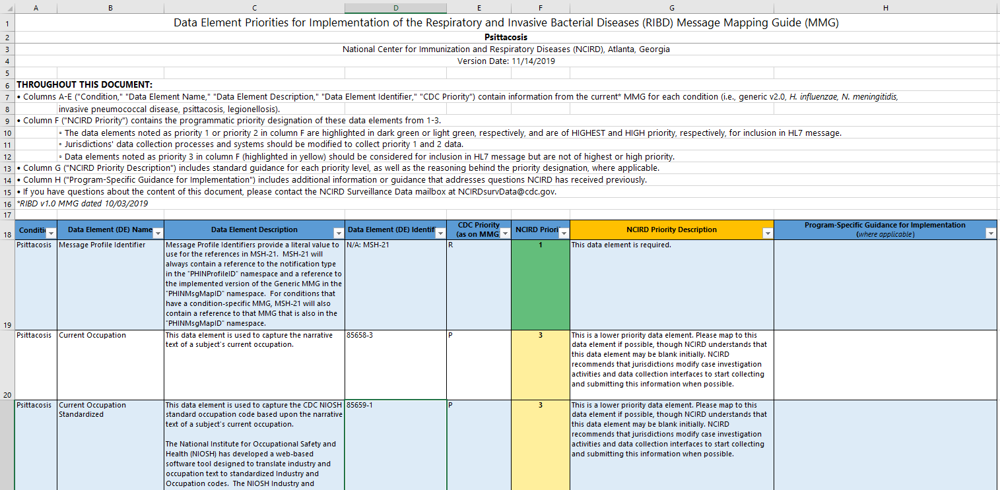 A B C D E F G H
1 Data Element Priorities for Implementation of the Respiratory and Invasive Bacterial Diseases (RIBD) Message Mapping Guide (MMG)
2 Psittacosis
3 National Center for Immunization and Respiratory Diseases (NCIRD), Atlanta, Georgia
4 Version Date: 11/14/2019
5
6 THROUGHOUT THIS DOCUMENT:
7 • Columns A-E ("Condition," "Data Element Name," "Data Element Description," "Data Element Identifier," "CDC Priority") contain information from the current* MMG for each condition (i.e., generic v2.0, H. influenzae, N. meningitidis,
8 invasive pneumococcal disease, psittacosis, legionellosis).
9 • Column F ("NCIRD Priority") contains the programmatic priority designation of these data elements from 1-3.
10 ◦ The data elements noted as priority 1 or priority 2 in column F are highlighted in dark green or light green, respectively, and are of HIGHEST and HIGH priority, respectively, for inclusion in HL7 message.
11 ◦ Jurisdictions' data collection processes and systems should be modified to collect priority 1 and 2 data.
12 ◦ Data elements noted as priority 3 in column F (highlighted in yellow) should be considered for inclusion in HL7 message but are not of highest or high priority.
13 • Column G ("NCIRD Priority Description") includes standard guidance for each priority level, as well as the reasoning behind the priority designation, where applicable.
14 • Column H ("Program-Specific Guidance for Implementation") includes additional information or guidance that addresses questions NCIRD has received previously.
15 • If you have questions about the content of this document, please contact the NCIRD Surveillance Data mailbox at NCIRDsurvData@cdc.gov.
16 *RIBD v1.0 MMG dated 10/03/2019
17
18
Conditi
Data Element (DE) Name
Data Element Description
Data Element (DE) Identif
CDC Priority
(as on MMG
NCIRD Priori
NCIRD Priority Description
Program-Specific Guidance for Implementation
(where applicable)
19
Psittacosis
Message Profile Identifier
Message Profile Identifiers provide a literal value to
use for the references in MSH-21. MSH-21 will
always contain a reference to the notification type
in the "PHINProfileID" namespace and a reference to
the implemented version of the Generic MMG in the
"PHINMsgMapID" namespace. For conditions that
have a condition-specific MMG, MSH-21 will also
contain a reference to that MMG that is also in the
"PHINMsgMapID" namespace.
N/A: MSH-21
R
1
This data element is required.
20
Psittacosis
Current Occupation
This data element is used to capture the narrative
text of a subject's current occupation.
85658-3
P
3
This is a lower priority data element. Please map to this
data element if possible, though NCIRD understands that
this data element may be blank initially. NCIRD
recommends that jurisdictions modify case investigation
activities and data collection interfaces to start collecting
and submitting this information when possible.
Psittacosis
Current Occupation
Standardized
This data element is used to capture the CDC NIOSH
standard occupation code based upon the narrative
text of a subject's current occupation.
The National Institute for Occupational Safety and
Health (NIOSH) has developed a web-based
software tool designed to translate industry and
occupation text to standardized Industry and
Occupation codes. The NIOSH Industry and
85659-1
P
3
This is a lower priority data element. Please map to this
data element if possible, though NCIRD understands that
this data element may be blank initially. NCIRD
recommends that jurisdictions modify case investigation
activities and data collection interfaces to start collecting
and submitting this information when possible.